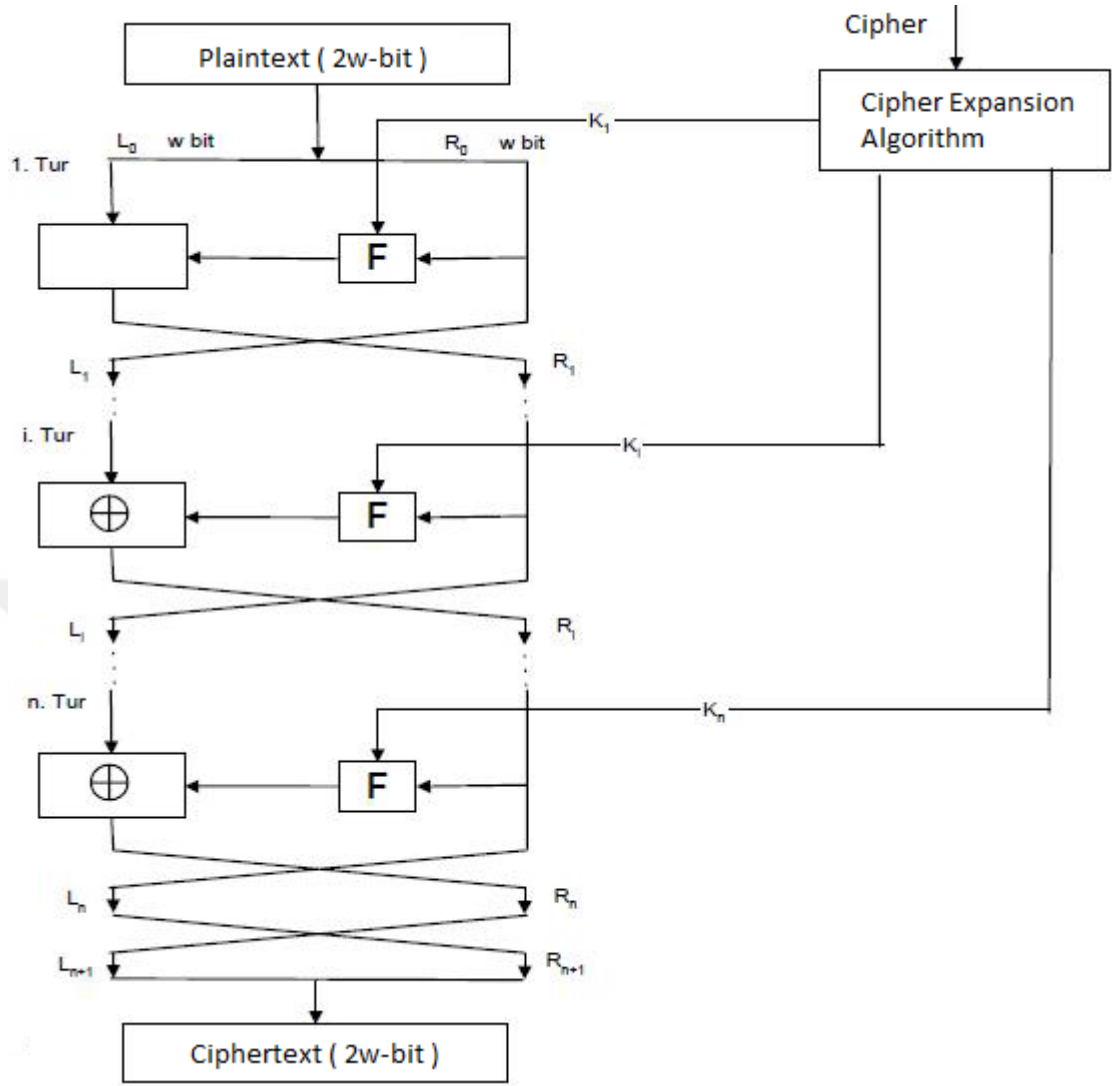 Cipher
Plaintext ( 2w-bit )
Cipher Expansion
Algorithm
K₁
L₀ w bit
R₀ w bit
1. Tur
F
L₁
R₁
i. Tur
Kᵢ
⊕
F
Lᵢ
Rᵢ
n. Tur
Kₙ
⊕
F
Lₙ
Rₙ
Lₙ₊₁
Rₙ₊₁
Ciphertext ( 2w-bit )